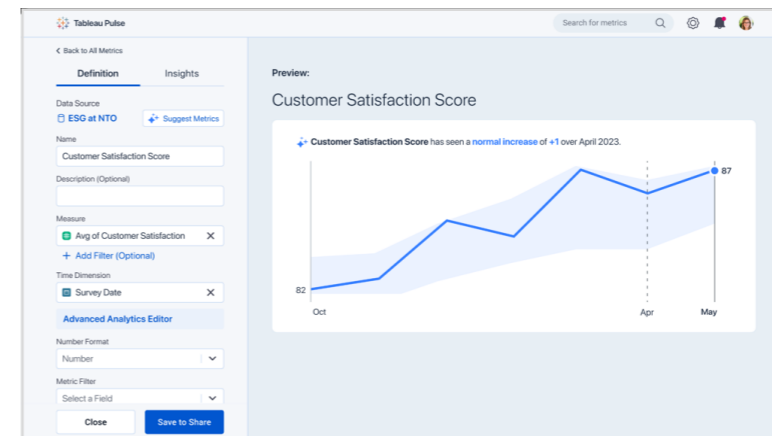 Tableau Pulse
Search for metrics
Back to All Metrics
Definition
Insights
Data Source
ESG at NTO
Suggest Metrics
Name
Customer Satisfaction Score
Description (Optional)
Measure
Avg of Customer Satisfaction
+ Add Filter (Optional)
Time Dimension
Survey Date
Advanced Analytics Editor
Number Format
Number
Metric Filter
Select a Field
Close
Save to Share
Preview:
Customer Satisfaction Score
Customer Satisfaction Score has seen a normal increase of +1 over April 2023.
87
82
Oct
Apr
May